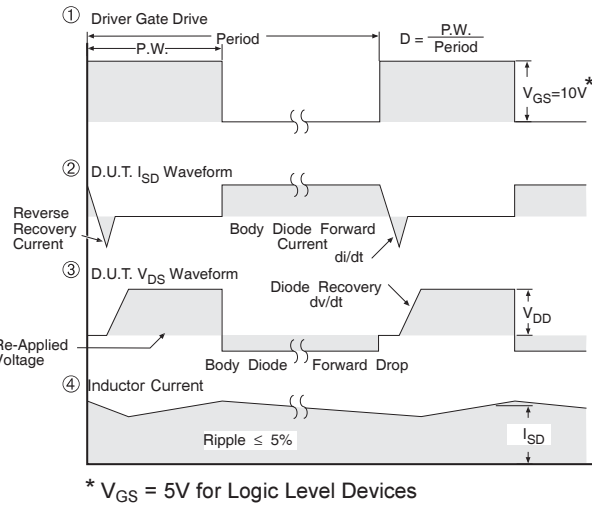 ① Driver Gate Drive
P.W.
Period
D = P.W. / Period
V_GS=10V*
② D.U.T. I_SD Waveform
Reverse
Recovery
Current
Body Diode Forward
Current
di/dt
③ D.U.T. V_DS Waveform
Diode Recovery
dv/dt
V_DD
Re-Applied
Voltage
Body Diode Forward Drop
④ Inductor Current
Ripple ≤ 5%
I_SD
* V_GS = 5V for Logic Level Devices